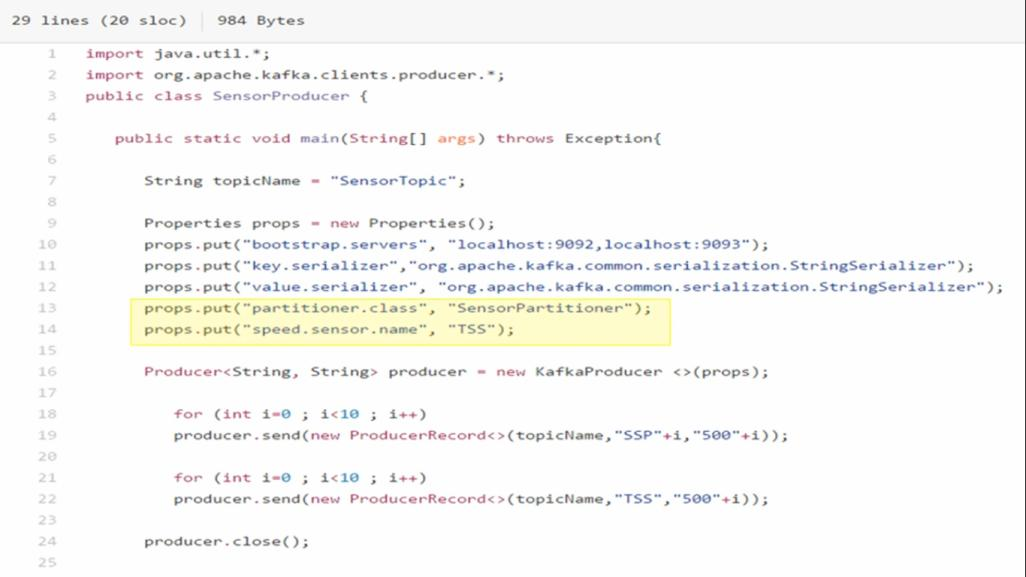 29 lines (20 sloc) 984 Bytes
1 import java.util.*;
2 import org.apache.kafka.clients.producer.*;
3 public class SensorProducer {
4
5 public static void main(String[] args) throws Exception{
6
7 String topicName = "SensorTopic";
8
9 Properties props = new Properties();
10 props.put("bootstrap.servers", "localhost:9092,localhost:9093");
11 props.put("key.serializer","org.apache.kafka.common.serialization.StringSerializer");
12 props.put("value.serializer", "org.apache.kafka.common.serialization.StringSerializer");
13 props.put("partitioner.class", "SensorPartitioner");
14 props.put("speed.sensor.name", "TSS");
15
16 Producer<String, String> producer = new KafkaProducer <>(props);
17
18 for (int i=0 ; i<10 ; i++)
19 producer.send(new ProducerRecord<>(topicName,"SSP"+i,"500"+i));
20
21 for (int i=0 ; i<10 ; i++)
22 producer.send(new ProducerRecord<>(topicName,"TSS","500"+i));
23
24 producer.close();
25